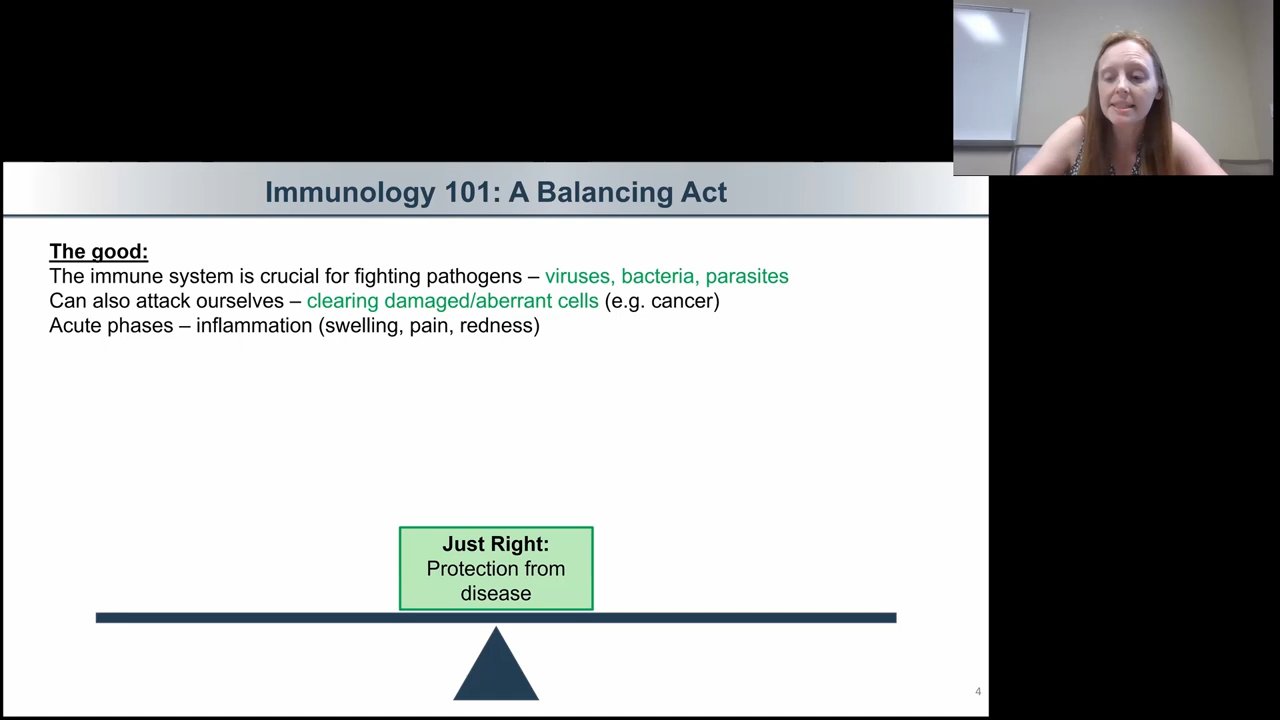 Immunology 101: A Balancing Act
The good:
The immune system is crucial for fighting pathogens – viruses, bacteria, parasites
Can also attack ourselves – clearing damaged/aberrant cells (e.g. cancer)
Acute phases – inflammation (swelling, pain, redness)
Just Right:
Protection from
disease
4